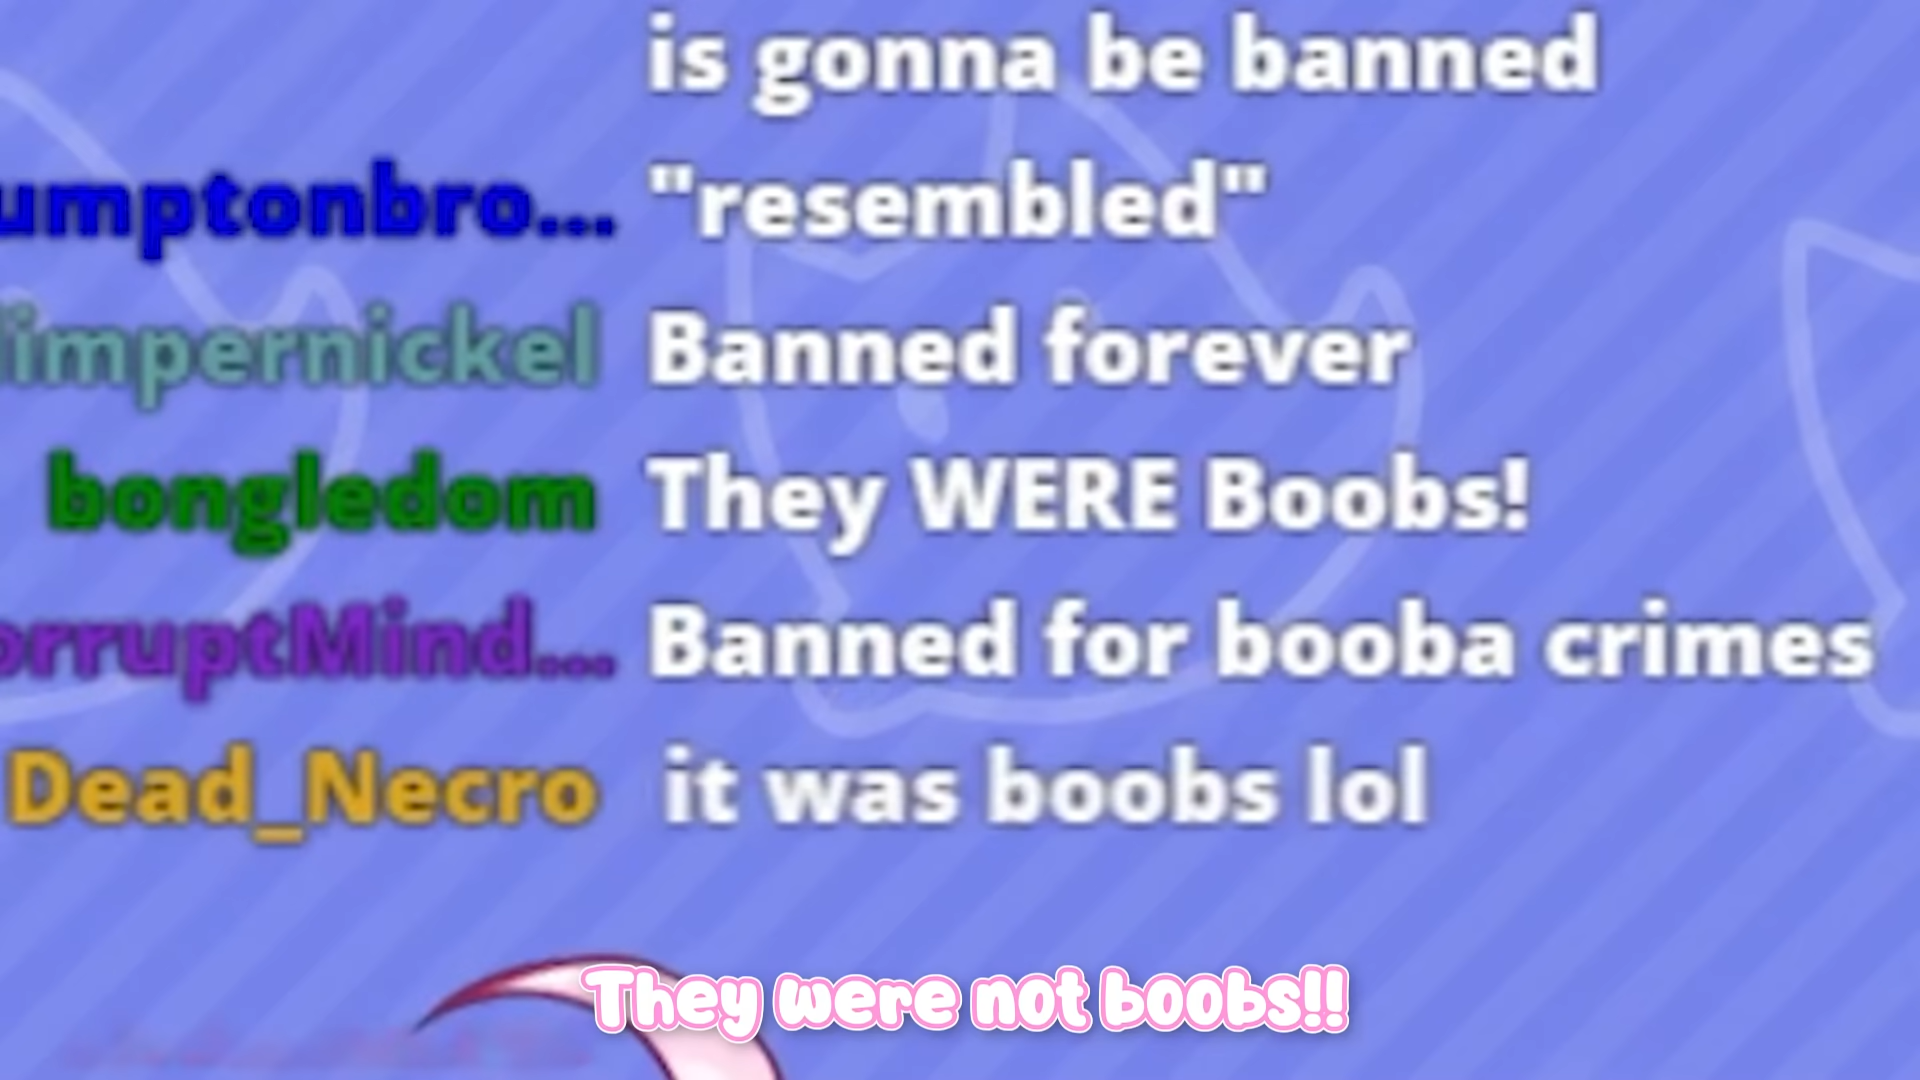 is gonna be banned
umptonbro... "resembled"
limpernickel Banned forever
bongledom They WERE Boobs!
orruptMind... Banned for booba crimes
Dead_Necro it was boobs lol
They were not boobs!!